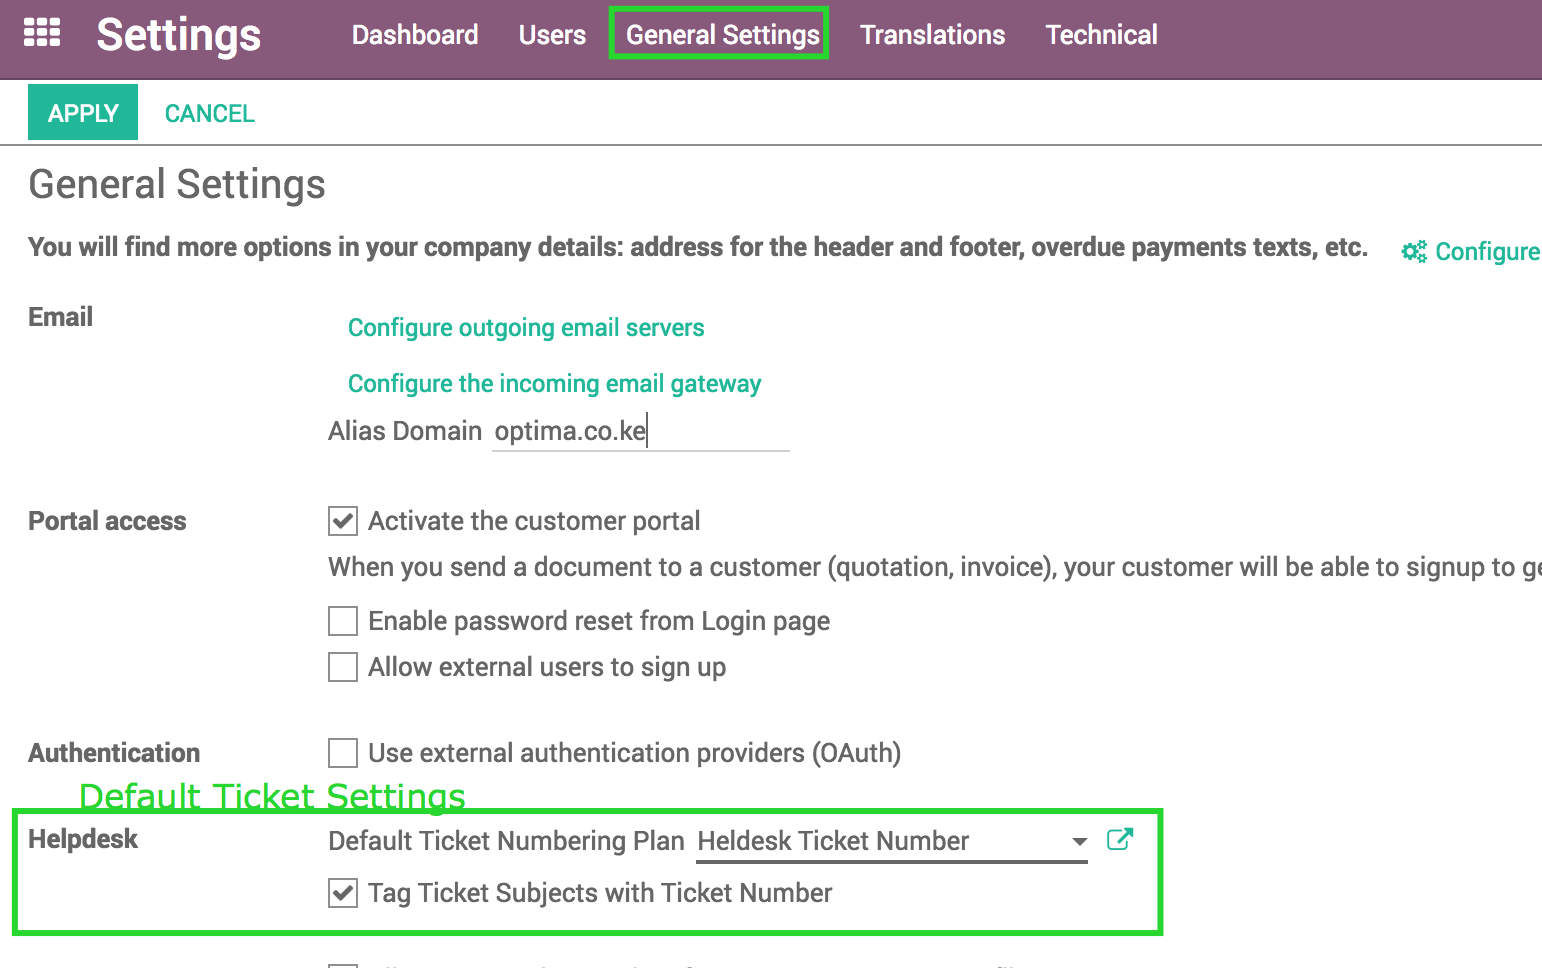 Settings Dashboard Users General Settings Translations Technical
APPLY CANCEL
General Settings
You will find more options in your company details: address for the header and footer, overdue payments texts, etc. Configure
Email
Configure outgoing email servers
Configure the incoming email gateway
Alias Domain optima.co.ke
Portal access Activate the customer portal
When you send a document to a customer (quotation, invoice), your customer will be able to signup to
Enable password reset from Login page
Allow external users to sign up
Authentication Use external authentication providers (OAuth)
Default Ticket Settings
Helpdesk Default Ticket Numbering Plan Heldesk Ticket Number
Tag Ticket Subjects with Ticket Number